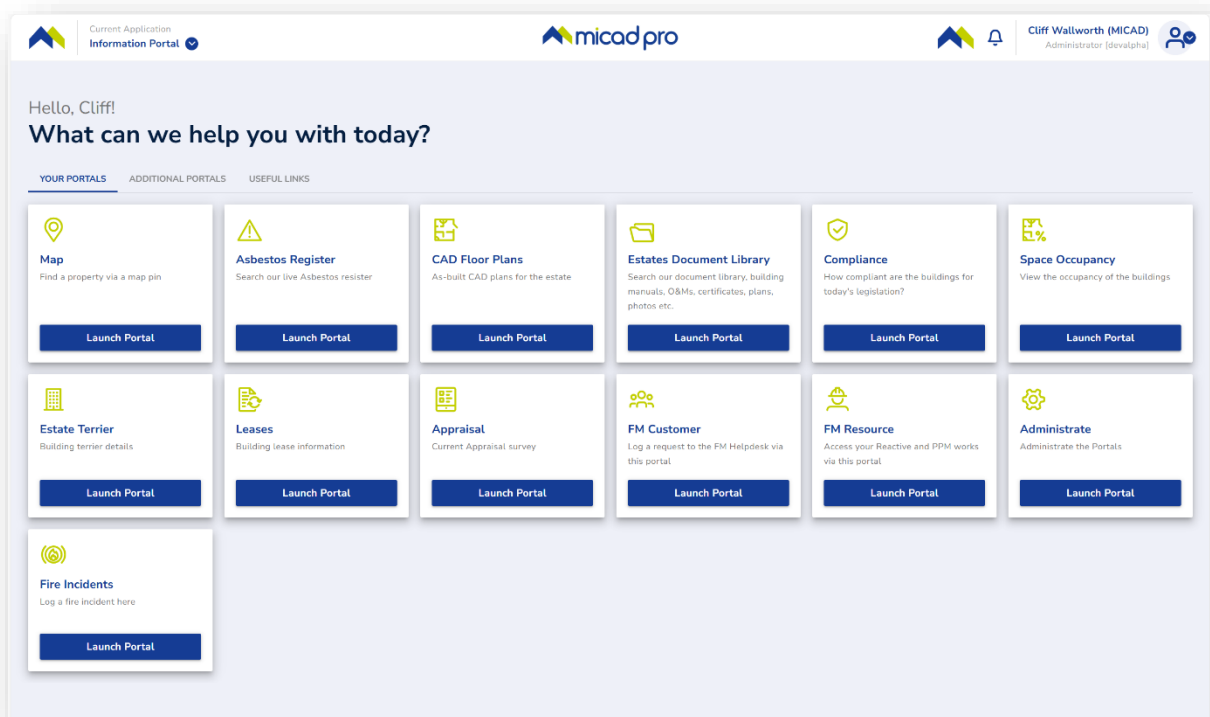 Current Application
Information Portal
micad pro
Cliff Wallworth (MICAD)
Administrator [devalpha]
Hello, Cliff!
What can we help you with today?
YOUR PORTALS
ADDITIONAL PORTALS
USEFUL LINKS
Map
Find a property via a map pin
Launch Portal
Asbestos Register
Search our live Asbestos resister
Launch Portal
CAD Floor Plans
As-built CAD plans for the estate
Launch Portal
Estates Document Library
Search our document library, building
manuals, O&Ms, certificates, plans,
photos etc.
Launch Portal
Compliance
How compliant are the buildings for
today's legislation?
Launch Portal
Space Occupancy
View the occupancy of the buildings
Launch Portal
Estate Terrier
Building terrier details
Launch Portal
Leases
Building lease information
Launch Portal
Appraisal
Current Appraisal survey
Launch Portal
FM Customer
Log a request to the FM Helpdesk via
this portal
Launch Portal
FM Resource
Access your Reactive and PPM works
via this portal
Launch Portal
Administrate
Administrate the Portals
Launch Portal
Fire Incidents
Log a fire incident here
Launch Portal